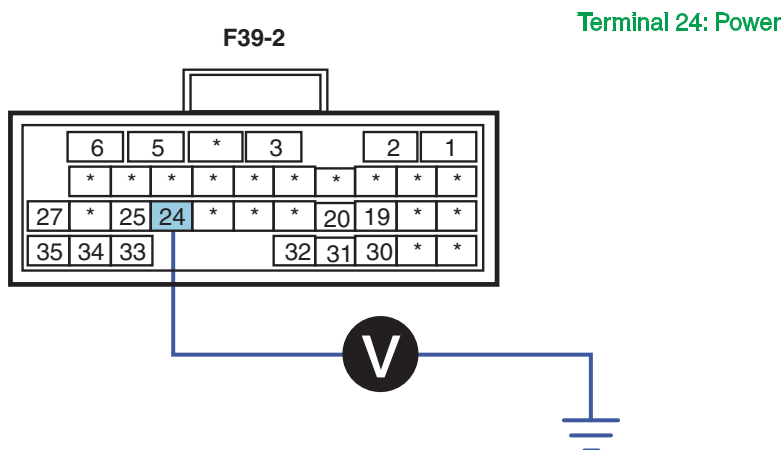 Terminal 24: Power
F39-2
6 5 * 3 2 1
* * * * * * * * * *
27 * 25 24 * * * 20 19 * *
35 34 33 32 31 30 * *
V